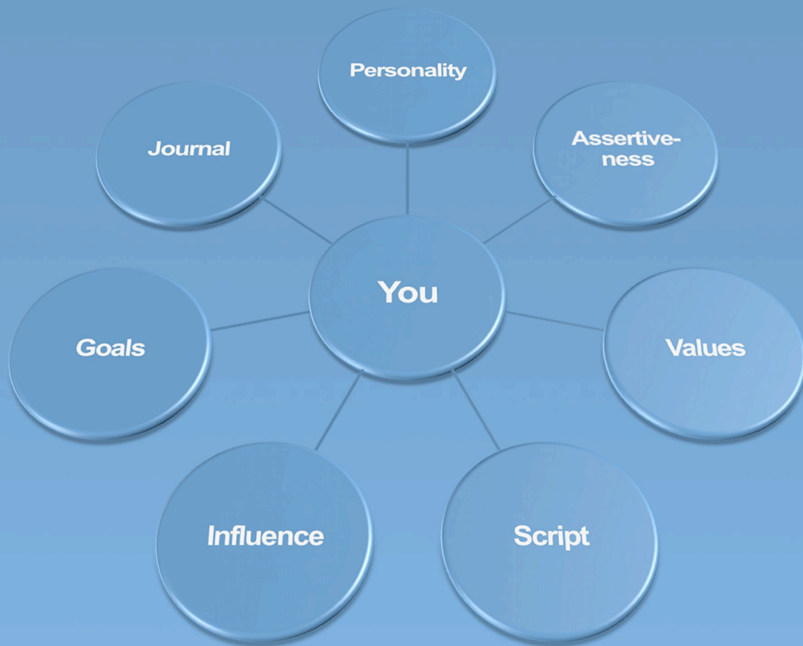 Personality
Journal
Assertive-
ness
You
Goals
Values
Influence
Script